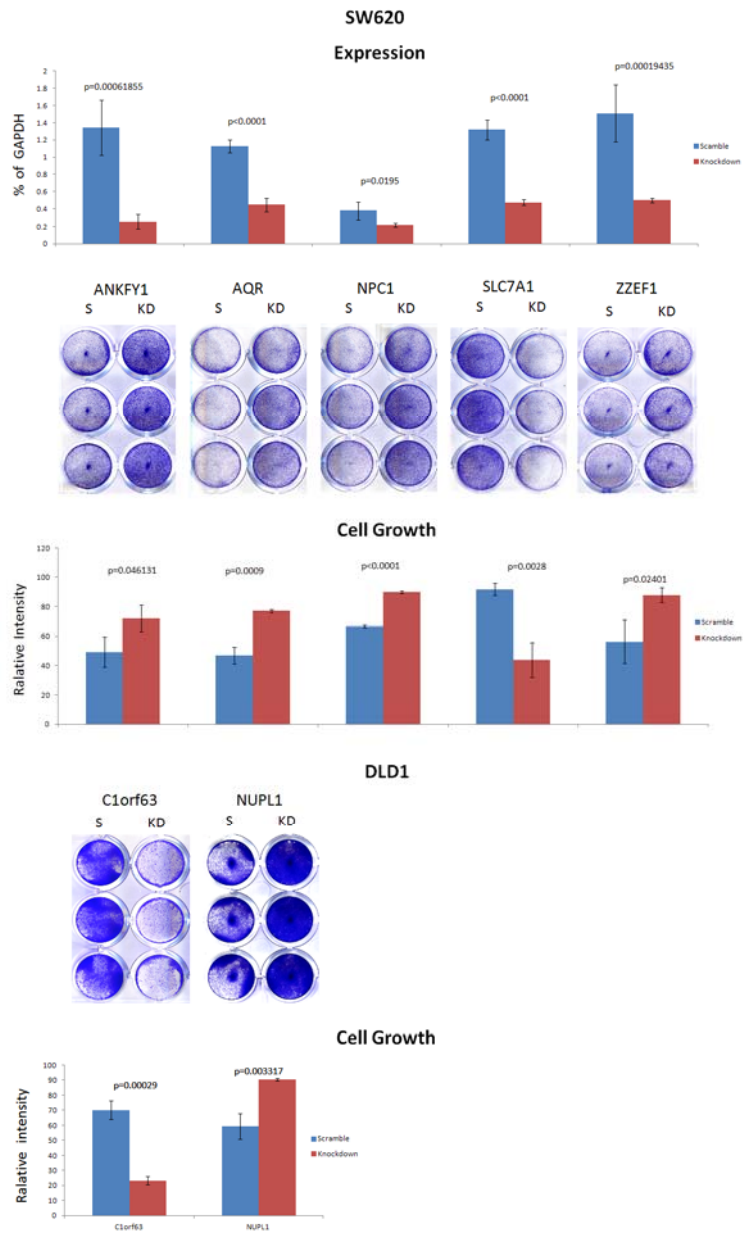 SW620
Expression
% of GAPDH
2
1.8
1.6
1.4
1.2
1
0.8
0.6
0.4
0.2
0
p=0.00061855
p<0.0001
p=0.0195
p<0.0001
p=0.00019435
Scamble
Knockdown
ANKFY1 AQR NPC1 SLC7A1 ZZEF1
S KD S KD S KD S KD S KD
Cell Growth
Ralative Intensity
120
100
80
60
40
20
0
p=0.046131
p=0.0009
p<0.0001
p=0.0028
p=0.02401
Scramble
Knockdown
DLD1
C1orf63 NUPL1
S KD S KD
Cell Growth
Ralative intensity
100
90
80
70
60
50
40
30
20
10
0
p=0.00029
p=0.003317
Scramble
Knockdown
C1orf63 NUPL1